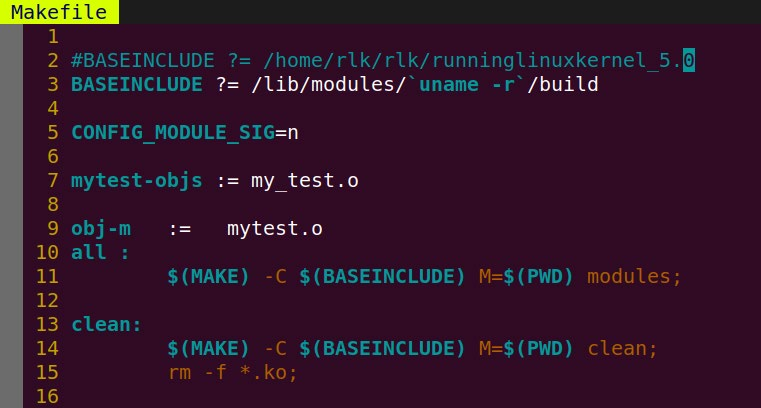 Makefile
1
2 #BASEINCLUDE ?= /home/rlk/rlk/runninglinuxkernel_5.0
3 BASEINCLUDE ?= /lib/modules/`uname -r`/build
4
5 CONFIG_MODULE_SIG=n
6
7 mytest-objs := my_test.o
8
9 obj-m   :=   mytest.o
10 all :
11         $(MAKE) -C $(BASEINCLUDE) M=$(PWD) modules;
12
13 clean:
14         $(MAKE) -C $(BASEINCLUDE) M=$(PWD) clean;
15         rm -f *.ko;
16